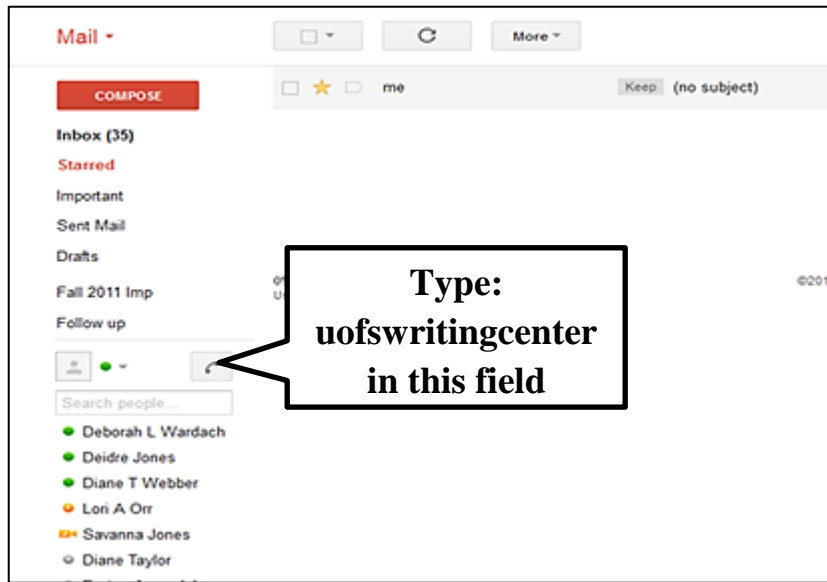 Mail
More
COMPOSE
me Keep (no subject)
Inbox (35)
Starred
Important
Sent Mail
Drafts
Fall 2011 Imp
Follow up
Type:
uofswritingcenter
in this field
©201
Search people...
Deborah L Wardach
Deidre Jones
Diane T Webber
Lori A Orr
Savanna Jones
Diane Taylor